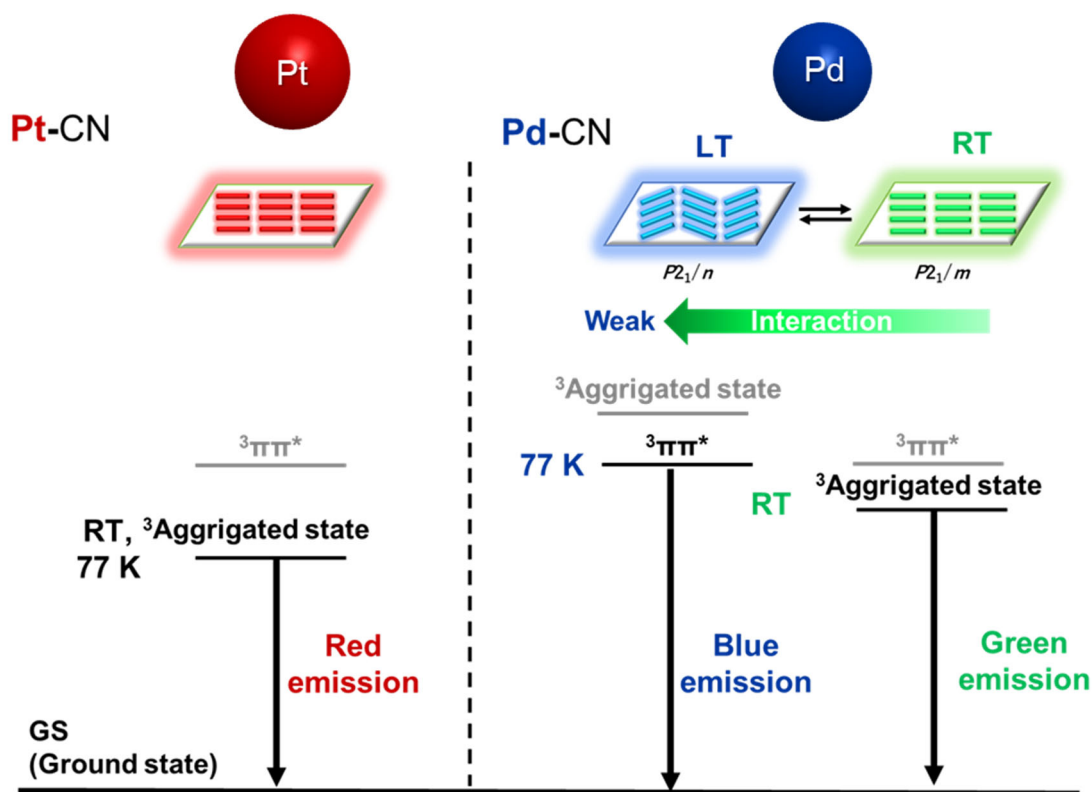 Pt
Pt-CN
Pd
Pd-CN
LT
RT
P2₁/n
P2₁/m
Weak
Interaction
³ππ*
RT, ³Aggrigated state
77 K
Red
emission
³Aggrigated state
77 K
³ππ*
Blue
emission
RT
³ππ*
³Aggrigated state
Green
emission
GS
(Ground state)